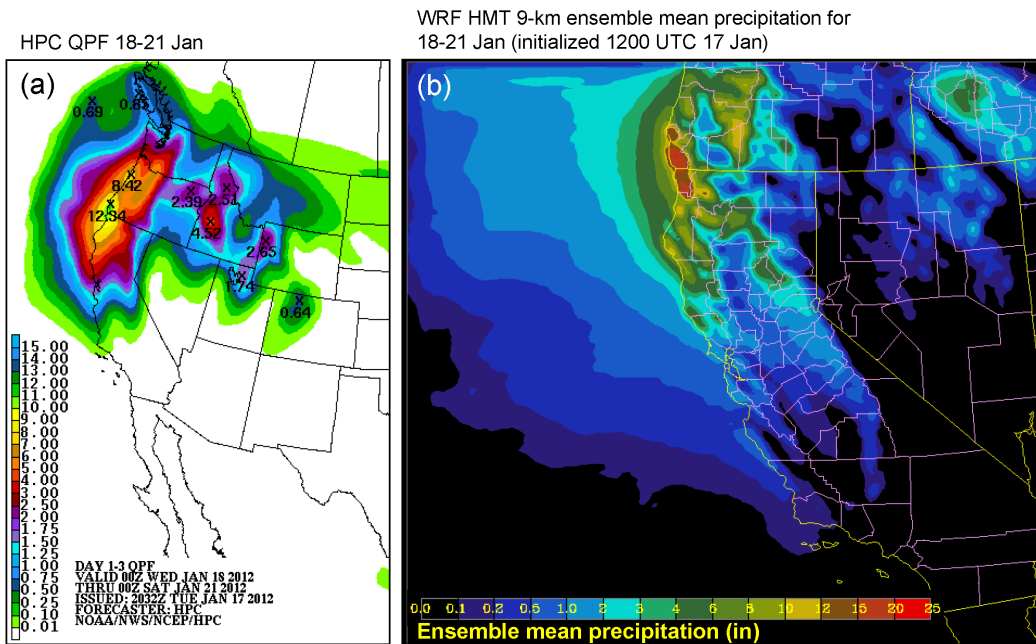 HPC QPF 18-21 Jan
WRF HMT 9-km ensemble mean precipitation for
18-21 Jan (initialized 1200 UTC 17 Jan)
(a)
(b)
0.69
0.85
8.42
12.34
2.39
2.51
4.52
2.65
1.74
0.64
15.00
14.00
13.00
12.00
11.00
10.00
9.00
8.00
7.00
6.00
5.00
4.00
3.00
2.50
2.00
1.75
1.50
1.25
1.00
0.75
0.50
0.25
0.10
0.01
DAY 1-3 QPF
VALID 00Z WED JAN 18 2012
THRU 00Z SAT JAN 21 2012
ISSUED: 2032Z TUE JAN 17 2012
FORECASTER: HPC
NOAA/NWS/NCEP/HPC
0.0 0.1 0.2 0.5 1.0 2 3 4 6 8 10 12 15 20 25
Ensemble mean precipitation (in)